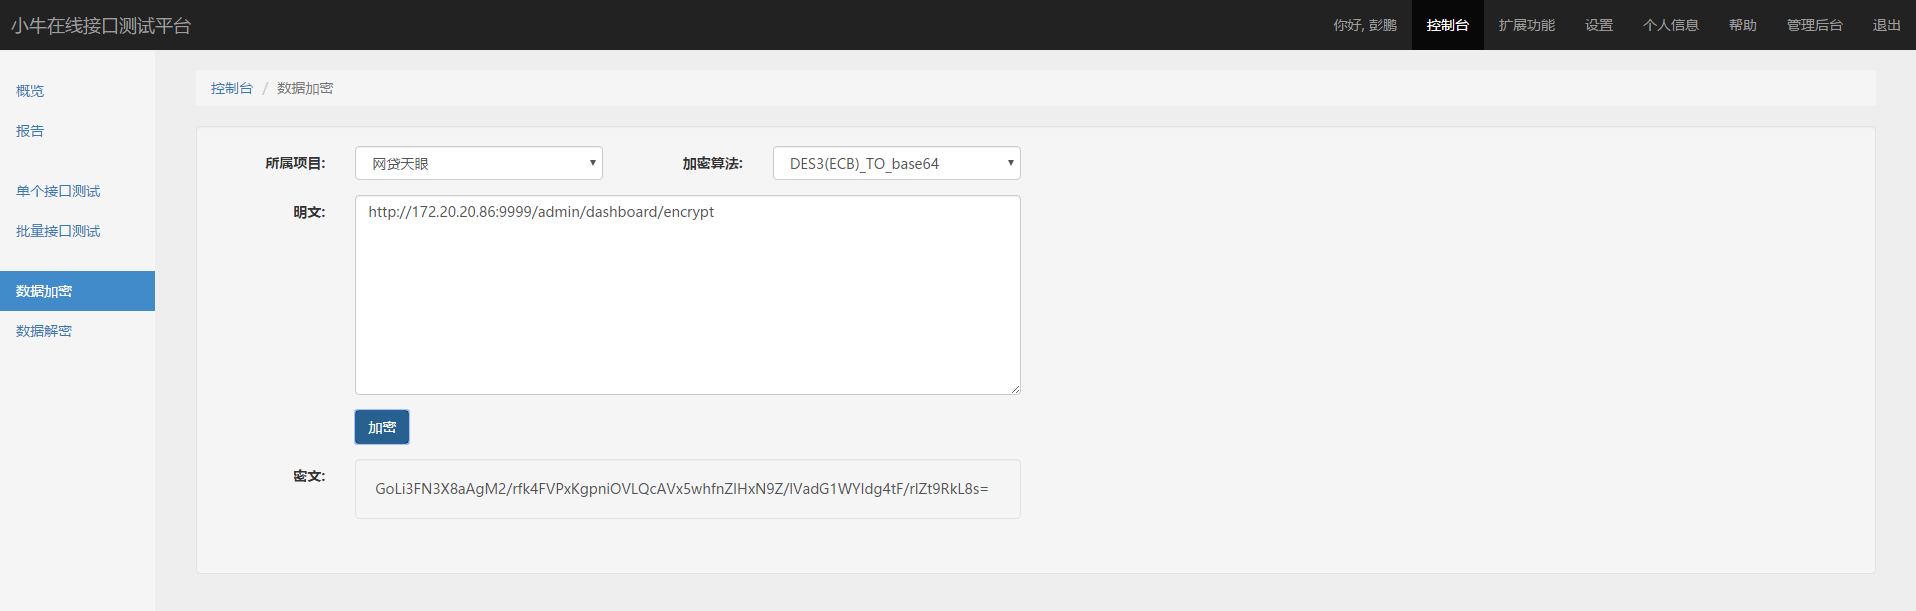 小牛在线接口测试平台
你好, 彭鹏 控制台 扩展功能 设置 个人信息 帮助 管理后台 退出
概览
报告
单个接口测试
批量接口测试
数据加密
数据解密
控制台 / 数据加密
所属项目: 网贷天眼 加密算法: DES3(ECB)_TO_base64
明文: http://172.20.20.86:9999/admin/dashboard/encrypt
加密
密文: GoLi3FN3X8aAgM2/rfk4FVPxKgpniOVLQcAVx5whfnZlHxN9Z/lVadG1WYldg4tF/rlZt9RkL8s=